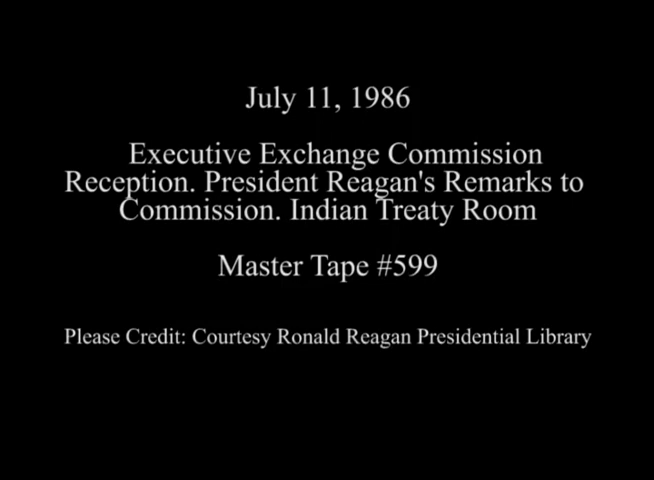 July 11, 1986
Executive Exchange Commission
Reception. President Reagan's Remarks to
Commission. Indian Treaty Room
Master Tape #599
Please Credit: Courtesy Ronald Reagan Presidential Library